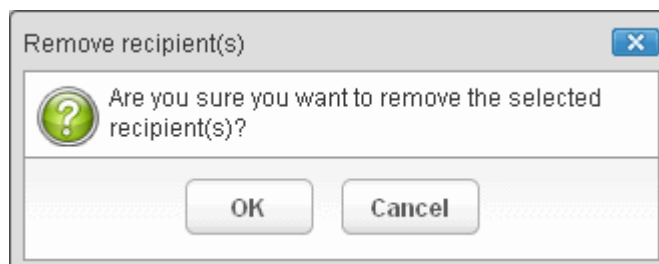 Remove recipient(s)
Are you sure you want to remove the selected
recipient(s)?
OK Cancel